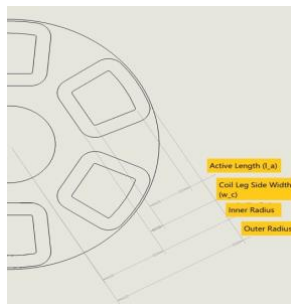 Active Length (l_a)
Coil Leg Side Width
(w_c)
Inner Radius
Outer Radius